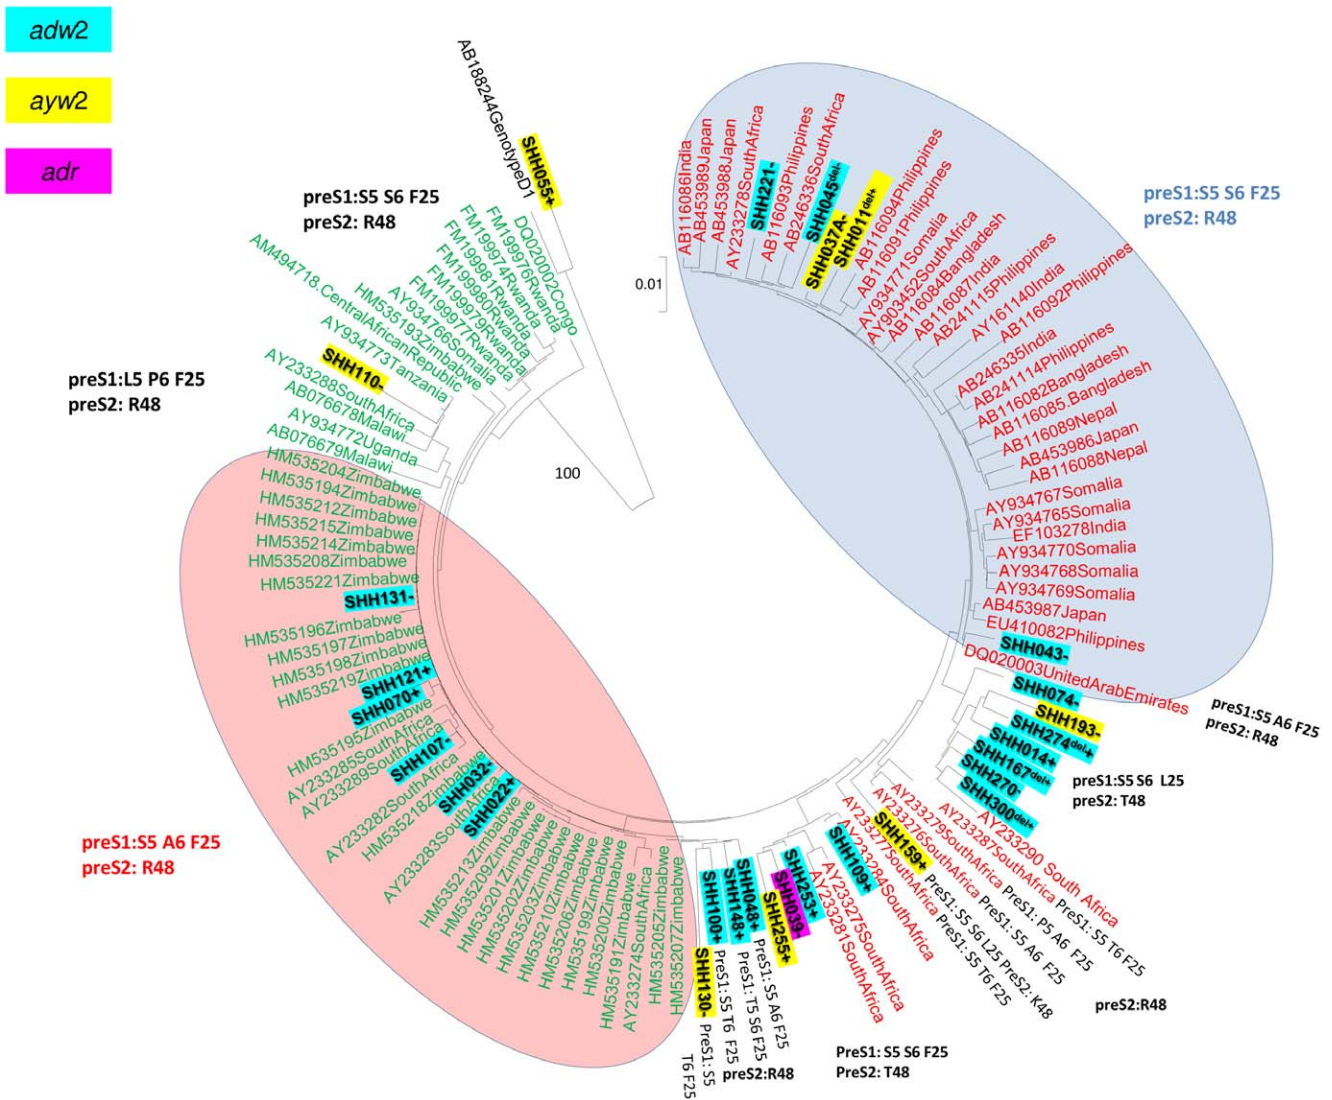 adw2
ayw2
adr
preS1:S5 S6 F25
preS2: R48
preS1:L5 P6 F25
preS2: R48
preS1:S5 A6 F25
preS2: R48
preS1:S5 S6 F25
preS2: R48
0.01
100
AB188244GenotypeD1
SHH055+
DQ020002Congo
FM199976Rwanda
FM199974Rwanda
FM199981Rwanda
FM199980Rwanda
FM199979Rwanda
FM199977Rwanda
AY934766Somalia
HM535193Zimbabwe
AM494718.CentralAfricanRepublic
AY934773Tanzania
SHH110-
AY233288SouthAfrica
AB076678Malawi
AY934772Uganda
AB076679Malawi
HM535204Zimbabwe
HM535194Zimbabwe
HM535212Zimbabwe
HM535215Zimbabwe
HM535214Zimbabwe
HM535208Zimbabwe
HM535221Zimbabwe
SHH131-
HM535196Zimbabwe
HM535197Zimbabwe
HM535198Zimbabwe
HM535219Zimbabwe
SHH121+
SHH070+
HM535195Zimbabwe
AY233285SouthAfrica
AY233289SouthAfrica
SHH107-
AY233282SouthAfrica
HM535218Zimbabwe
SHH032-
AY233283SouthAfrica
SHH022+
HM535213Zimbabwe
HM535209Zimbabwe
HM535201Zimbabwe
HM535202Zimbabwe
HM535203Zimbabwe
HM535210Zimbabwe
HM535206Zimbabwe
HM535199Zimbabwe
HM535200Zimbabwe
HM535191Zimbabwe
AY233274SouthAfrica
HM535205Zimbabwe
HM535207Zimbabwe
SHH130- PreS1: S5
T6 F25
SHH100+ PreS1: S5 T6 F25
SHH148+ PreS1: T5 S6 F25
SHH048+ PreS1: S5 A6 F25
preS2:R48
SHH255+
SHH039-
SHH253+
AY233281SouthAfrica
AY233275SouthAfrica
PreS1: S5 S6 F25
PreS2: T48
SHH109+
AY233284SouthAfrica
AY233277SouthAfrica PreS1: S5 T6 F25
SHH159+ PreS1: S5 S6 L25 PreS2: K48
AY233276SouthAfrica PreS1: S5 A6 F25
AY233279SouthAfrica PreS1: P5 A6 F25
AY233287SouthAfrica PreS1: S5 T6 F25
preS2:R48
AY233290 South Africa
SHH300del+
SHH270-
SHH167del+
SHH014+
SHH274del+
preS1:S5 S6 L25
preS2: T48
SHH193-
SHH074-
preS1:S5 A6 F25
preS2: R48
DQ020003UnitedArabEmirates
SHH043-
EU410082Philippines
AB453987Japan
AY934769Somalia
AY934768Somalia
AY934770Somalia
EF103278India
AY934765Somalia
AY934767Somalia
AB116088Nepal
AB453986Japan
AB116089Nepal
AB116085.Bangladesh
AB116082Bangladesh
AB241114Philippines
AB246335India
AB116092Philippines
AY161140India
AB241115Philippines
AB116087India
AB116084Bangladesh
AY903452SouthAfrica
AY934771Somalia
AB116091Philippines
AB116094Philippines
SHH011del+
SHH037A-
SHH045del-
AB246336SouthAfrica
AB116093Philippines
SHH221-
AY233278SouthAfrica
AB453988Japan
AB453989Japan
AB116086India